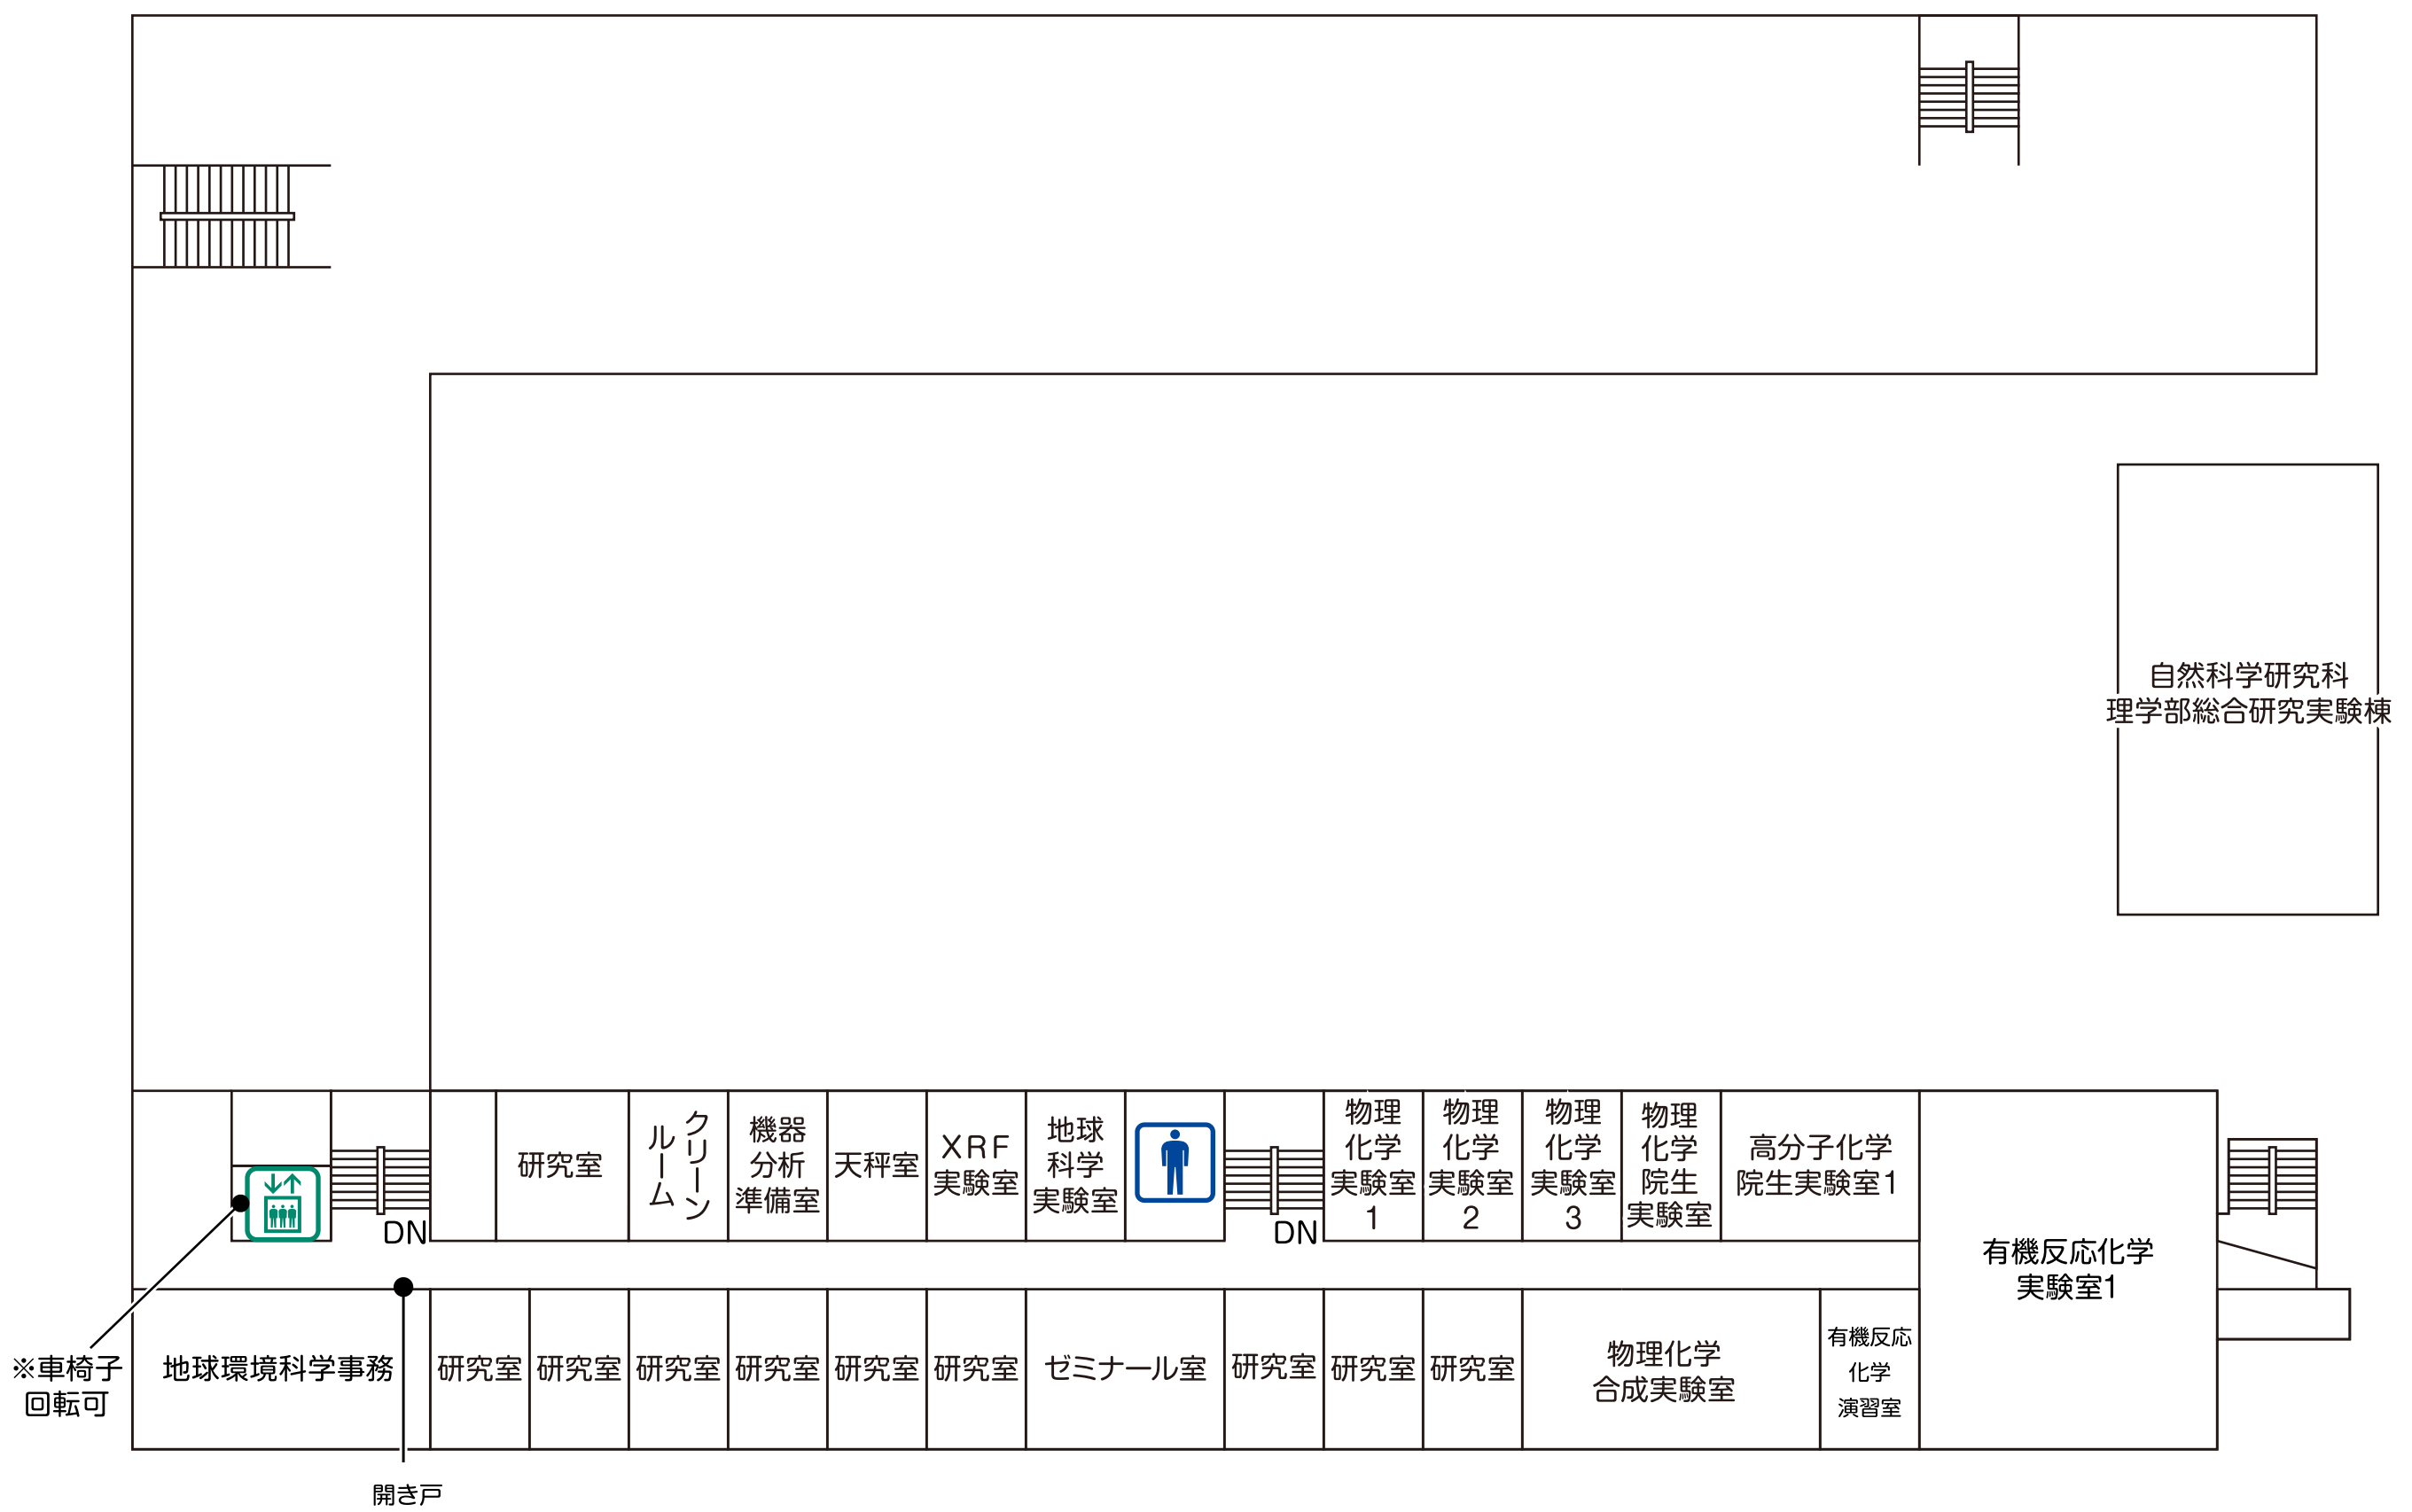 自然科学研究科
理学部総合研究実験棟
研究室
クリーン
ルーム
機器
分析
準備室
天秤室
XRF
実験室
地球
科学
実験室
物理
化学
実験室
1
物理
化学
実験室
2
物理
化学
実験室
3
物理
化学
院生
実験室
高分子化学
院生実験室1
DN
DN
有機反応化学
実験室1
※車椅子
回転可
地球環境科学事務
研究室
研究室
研究室
研究室
研究室
研究室
ゼミナール室
研究室
研究室
研究室
物理化学
合成実験室
有機反応
化学
演習室
開き戸